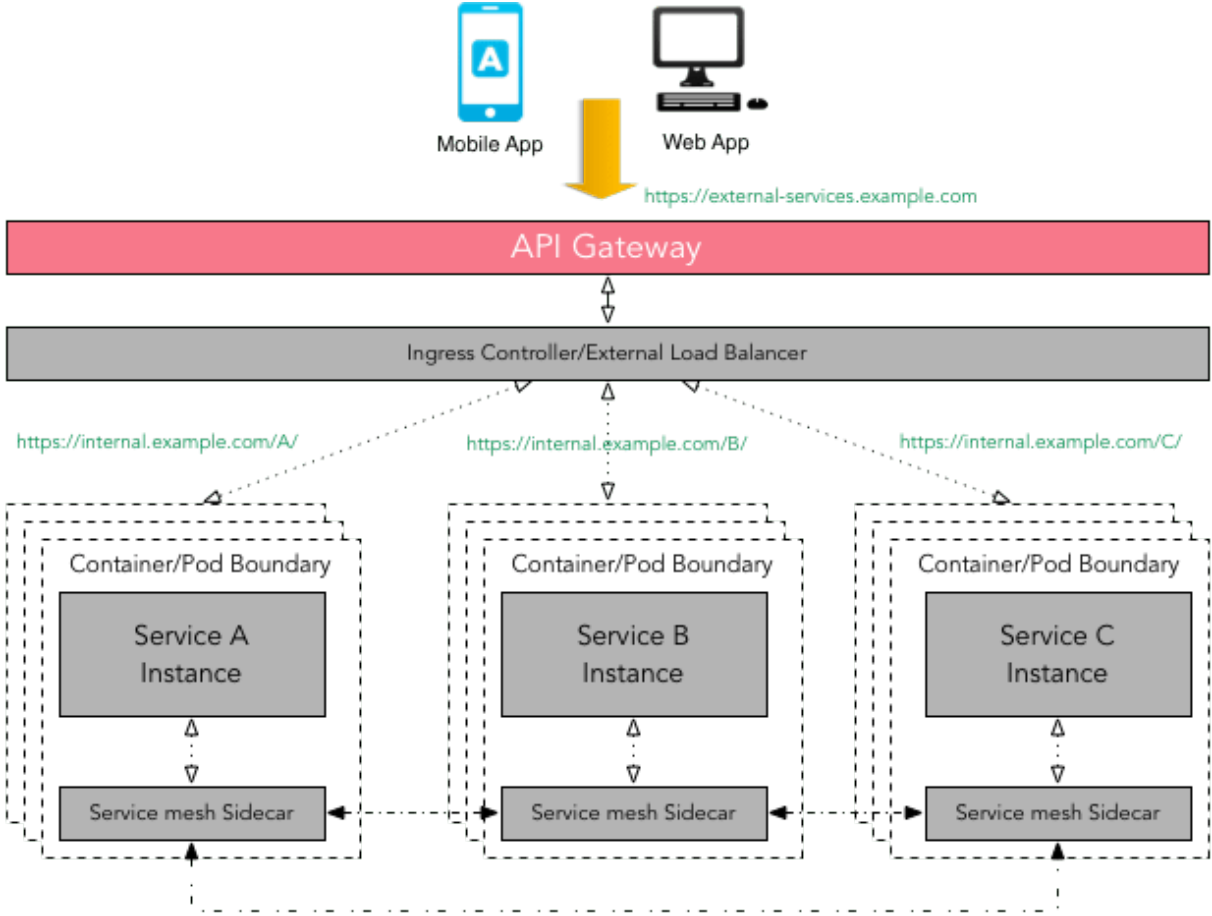 A
Mobile App
Web App
https://external-services.example.com
API Gateway
Ingress Controller/External Load Balancer
https://internal.example.com/A/
https://internal.example.com/B/
https://internal.example.com/C/
Container/Pod Boundary
Container/Pod Boundary
Container/Pod Boundary
Service A
Instance
Service B
Instance
Service C
Instance
Service mesh Sidecar
Service mesh Sidecar
Service mesh Sidecar